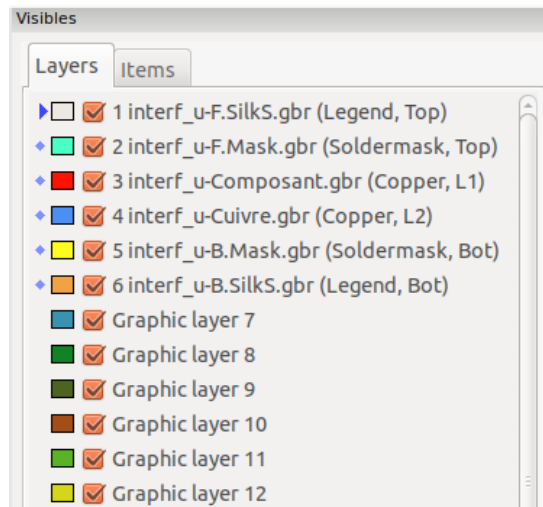 Visibles
Layers
Items
1 interf_u-F.SilkS.gbr (Legend, Top)
2 interf_u-F.Mask.gbr (Soldermask, Top)
3 interf_u-Composant.gbr (Copper, L1)
4 interf_u-Cuivre.gbr (Copper, L2)
5 interf_u-B.Mask.gbr (Soldermask, Bot)
6 interf_u-B.SilkS.gbr (Legend, Bot)
Graphic layer 7
Graphic layer 8
Graphic layer 9
Graphic layer 10
Graphic layer 11
Graphic layer 12